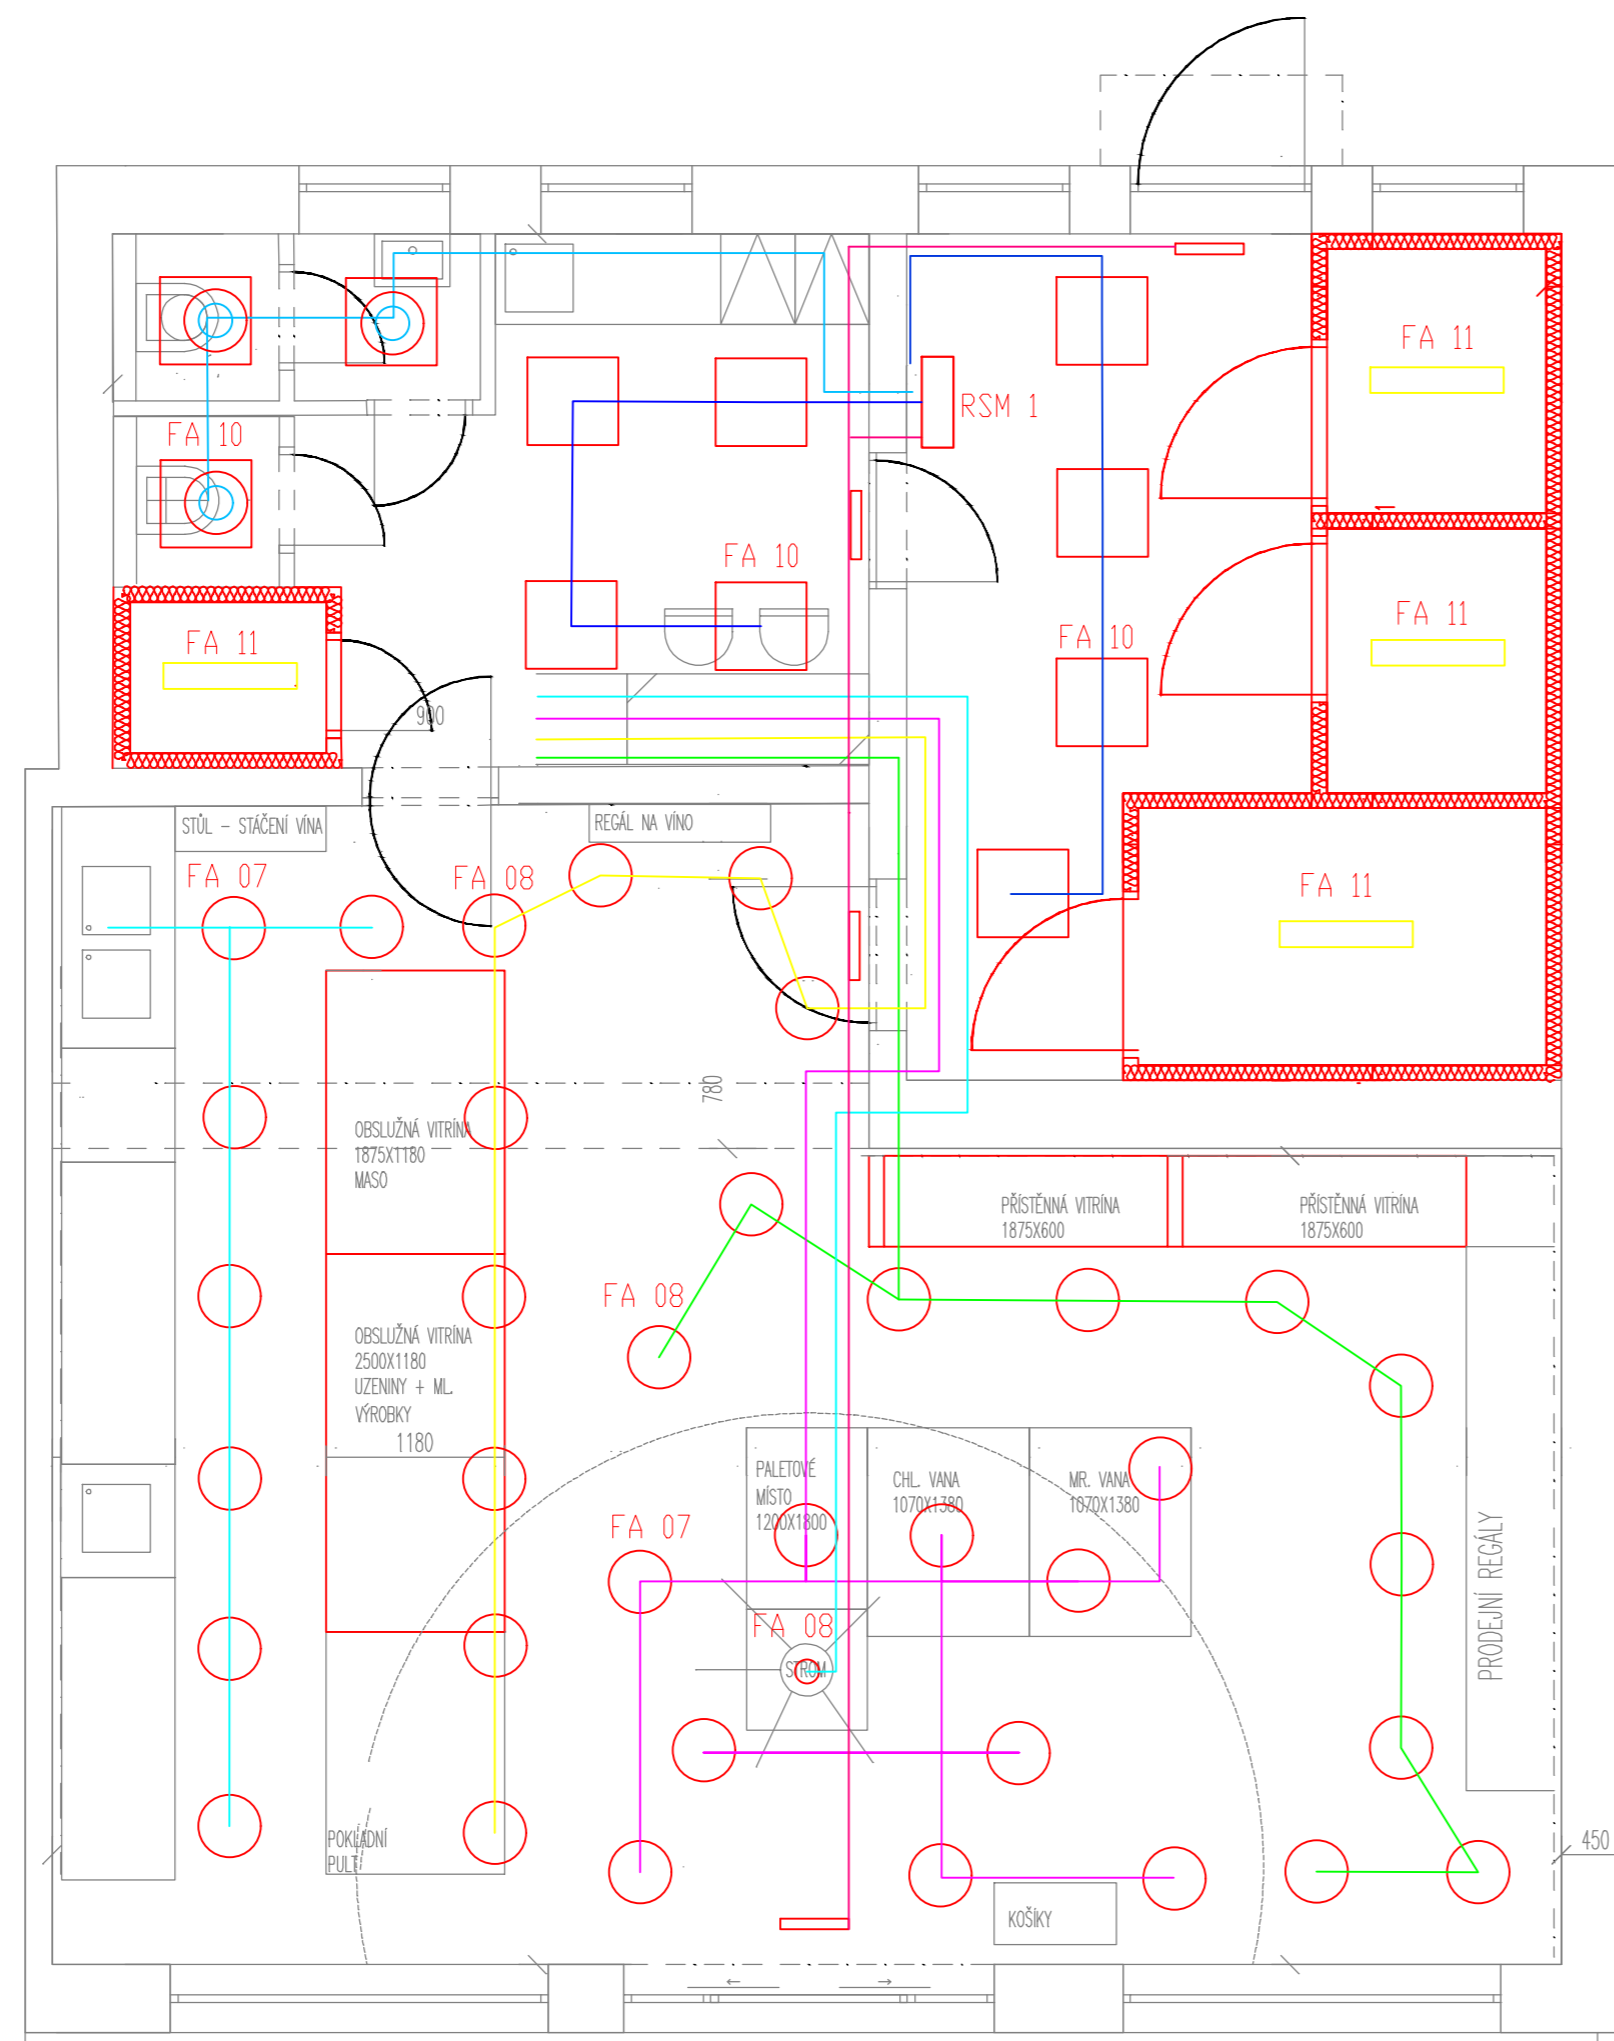 FA 11
RSM 1
FA 10
FA 10
FA 11
FA 10
FA 11
900
STŮL – STÁČENÍ VÍNA
REGÁL NA VÍNO
FA 07
FA 08
FA 11
780
OBSLUŽNÁ VITRÍNA
1875X1180
MASO
PŘÍSTĚNNÁ VITRÍNA
1875X600
PŘÍSTĚNNÁ VITRÍNA
1875X600
FA 08
OBSLUŽNÁ VITRÍNA
2500X1180
UZENINY + ML.
VÝROBKY
1180
PALETOVÉ
MÍSTO
1200X1800
CHL. VANA
1070X1380
MR. VANA
1070X1380
FA 07
PRODEJNÍ REGÁLY
FA 08
STROM
POKLADNÍ
PULT
450
KOŠÍKY